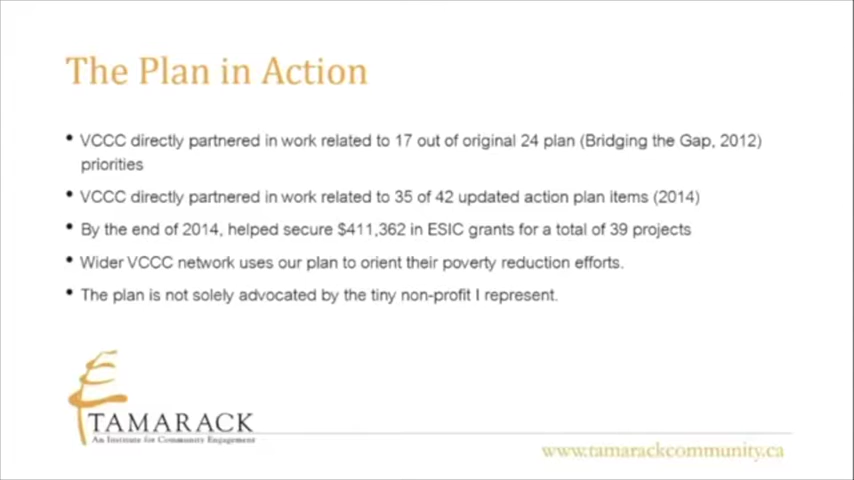 The Plan in Action
• VCCC directly partnered in work related to 17 out of original 24 plan (Bridging the Gap, 2012)
priorities
• VCCC directly partnered in work related to 35 of 42 updated action plan items (2014)
• By the end of 2014, helped secure $411,362 in ESIC grants for a total of 39 projects
• Wider VCCC network uses our plan to orient their poverty reduction efforts.
• The plan is not solely advocated by the tiny non-profit I represent.
TAMARACK
An Institute for Community Engagement
www.tamarackcommunity.ca